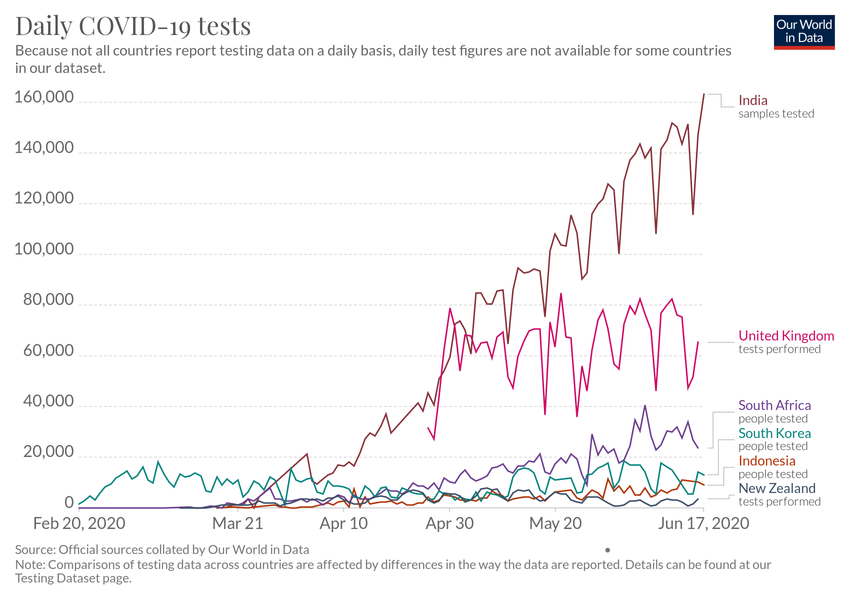 Daily COVID-19 tests
Our World
in Data
Because not all countries report testing data on a daily basis, daily test figures are not available for some countries
in our dataset.
160,000
140,000
120,000
100,000
80,000
60,000
40,000
20,000
0
India
samples tested
United Kingdom
tests performed
South Africa
people tested
South Korea
people tested
Indonesia
people tested
New Zealand
tests performed
Feb 20, 2020
Mar 21
Apr 10
Apr 30
May 20
Jun 17, 2020
Source: Official sources collated by Our World in Data
Note: Comparisons of testing data across countries are affected by differences in the way the data are reported. Details can be found at our
Testing Dataset page.